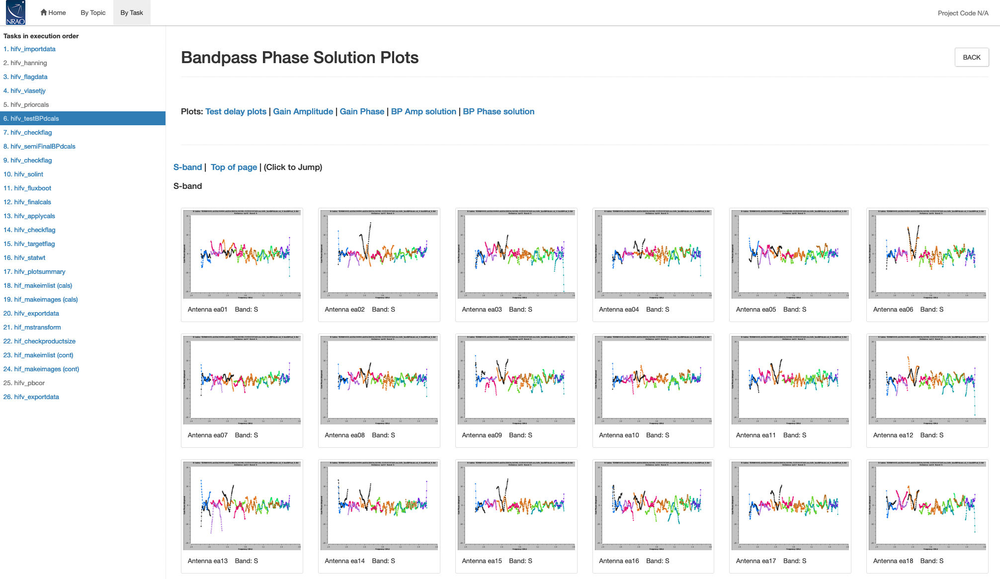 NRAO
Home
By Topic
By Task
Project Code N/A
Tasks in execution order
1. hifv_importdata
2. hifv_hanning
3. hifv_flagdata
4. hifv_vlasetjy
5. hifv_priorcals
6. hifv_testBPdcals
7. hifv_checkflag
8. hifv_semiFinalBPdcals
9. hifv_checkflag
10. hifv_solint
11. hifv_fluxboot
12. hifv_finalcals
13. hifv_applycals
14. hifv_checkflag
15. hifv_targetflag
16. hifv_statwt
17. hifv_plotsummary
18. hif_makeimlist (cals)
19. hif_makeimages (cals)
20. hifv_exportdata
21. hif_mstransform
22. hif_checkproductsize
23. hif_makeimlist (cont)
24. hif_makeimages (cont)
25. hifv_pbcor
26. hifv_exportdata
Bandpass Phase Solution Plots
BACK
Plots: Test delay plots | Gain Amplitude | Gain Phase | BP Amp solution | BP Phase solution
S-band | Top of page | (Click to Jump)
S-band
Antenna ea01 Band: S
Antenna ea02 Band: S
Antenna ea03 Band: S
Antenna ea04 Band: S
Antenna ea05 Band: S
Antenna ea06 Band: S
Antenna ea07 Band: S
Antenna ea08 Band: S
Antenna ea09 Band: S
Antenna ea10 Band: S
Antenna ea11 Band: S
Antenna ea12 Band: S
Antenna ea13 Band: S
Antenna ea14 Band: S
Antenna ea15 Band: S
Antenna ea16 Band: S
Antenna ea17 Band: S
Antenna ea18 Band: S